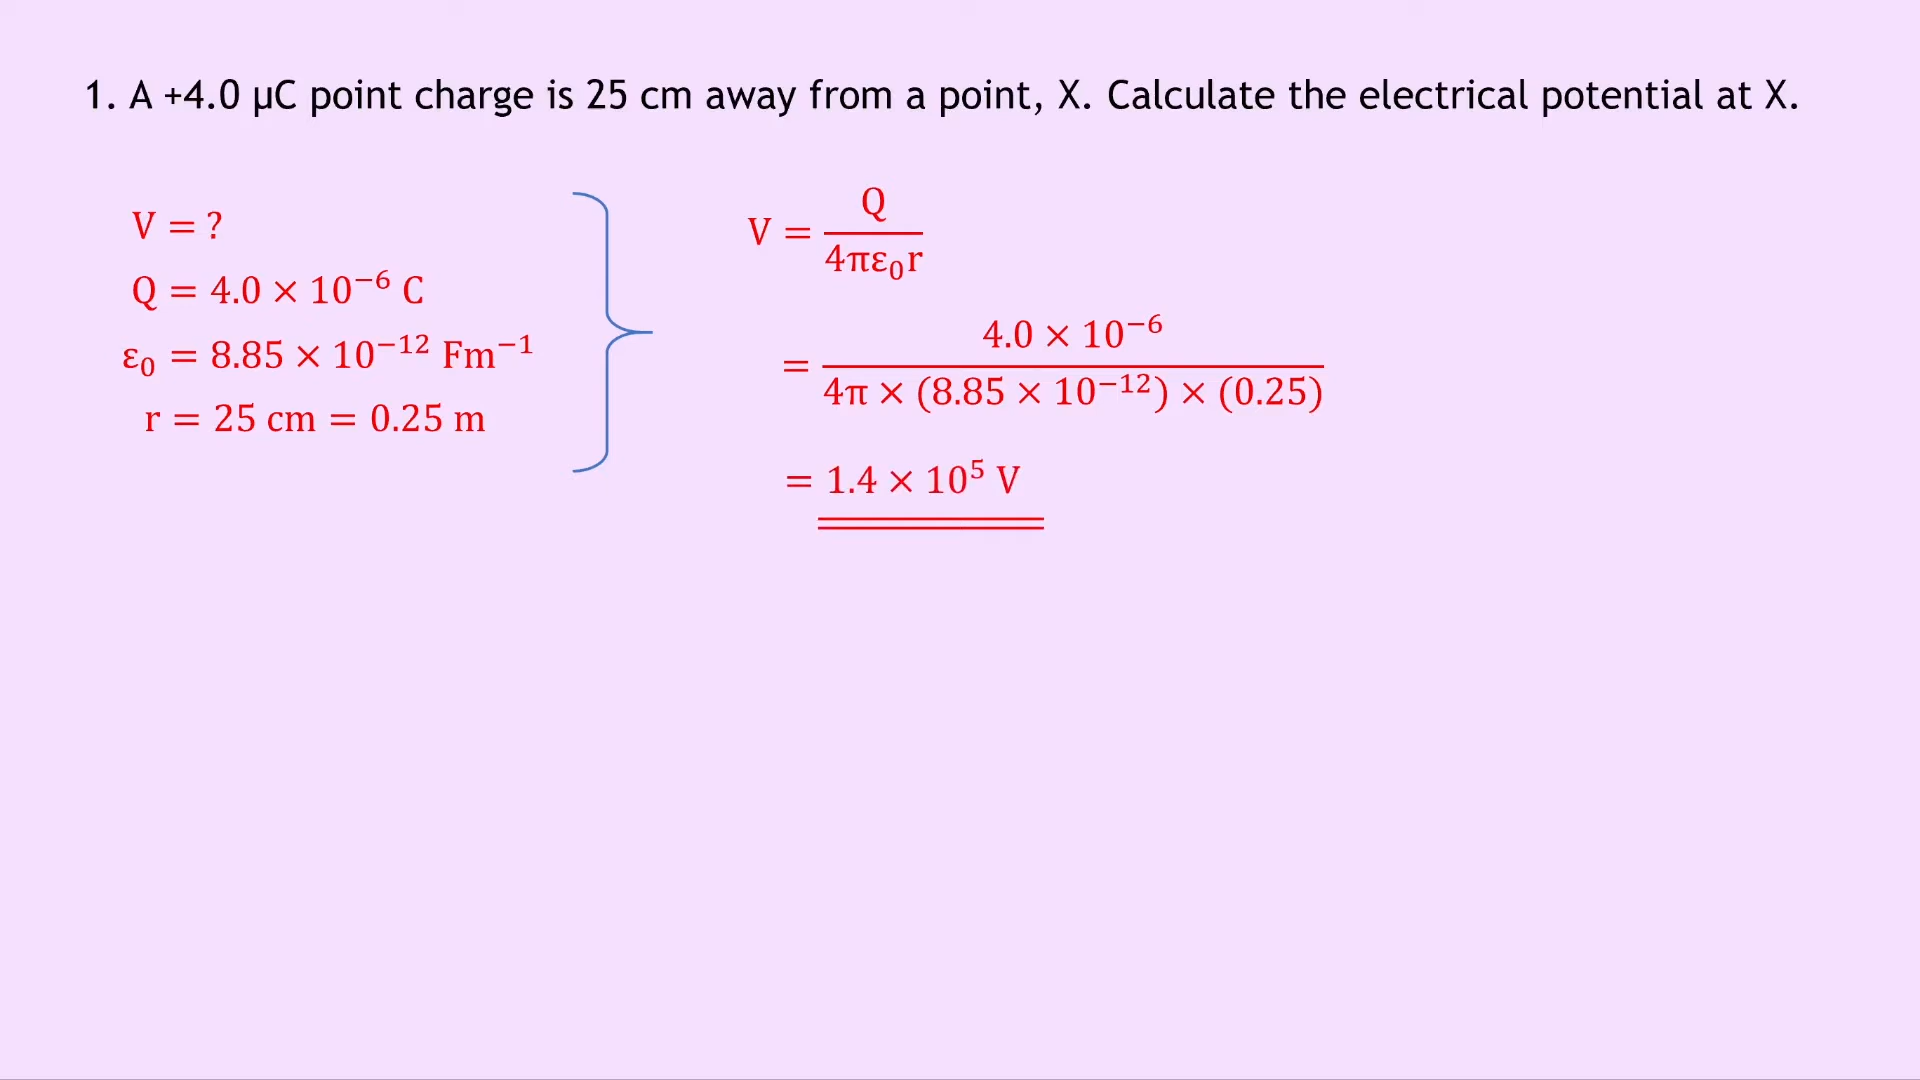 1. A +4.0 µC point charge is 25 cm away from a point, X. Calculate the electrical potential at X.
V = ?
Q = 4.0 × 10⁻⁶ C
ε₀ = 8.85 × 10⁻¹² Fm⁻¹
r = 25 cm = 0.25 m
V = Q / 4πε₀r
= 4.0 × 10⁻⁶ / 4π × (8.85 × 10⁻¹²) × (0.25)
= 1.4 × 10⁵ V